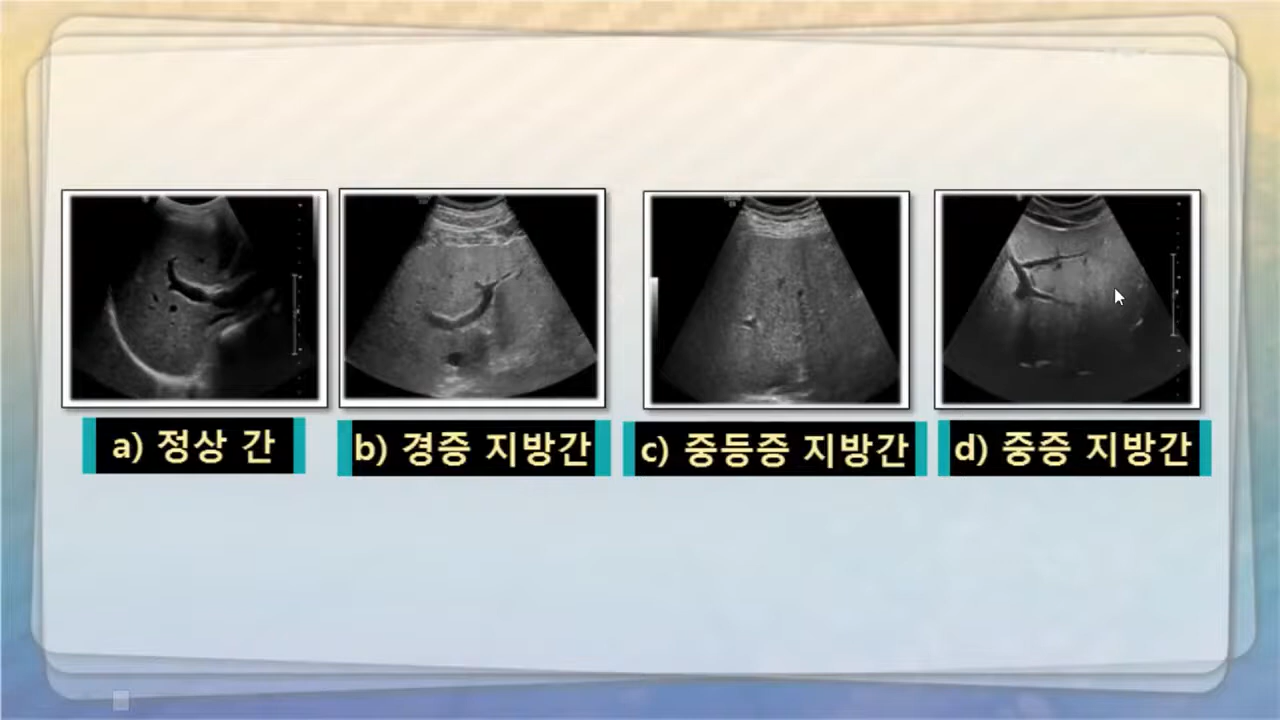 a) 정상 간
b) 경증 지방간
c) 중등증 지방간
d) 중증 지방간